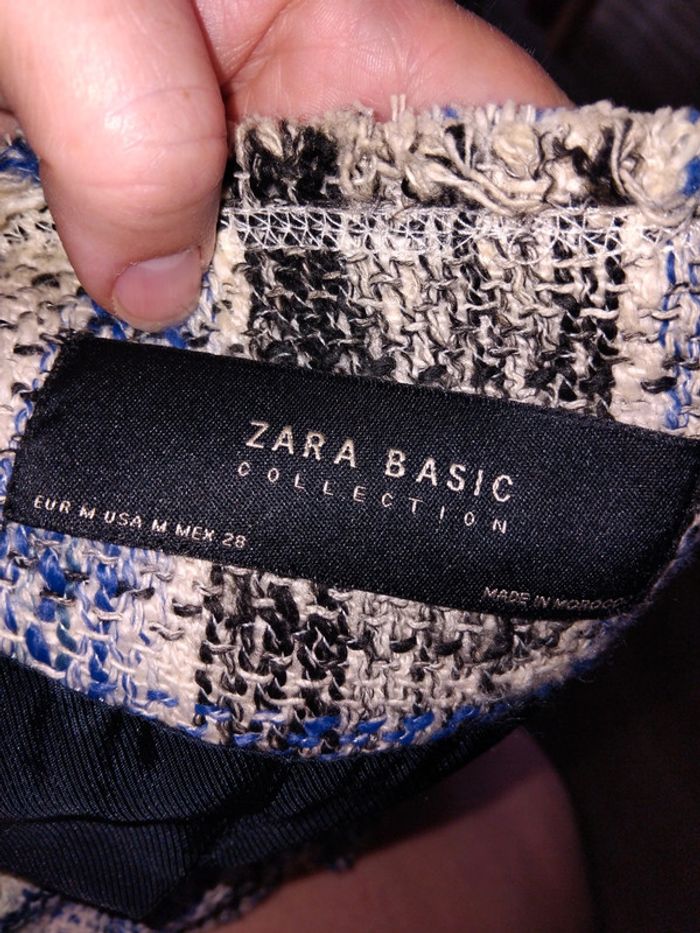 ZARA BASIC
COLLECTION
EUR M USA M MEX 28
MADE IN MOROCCO